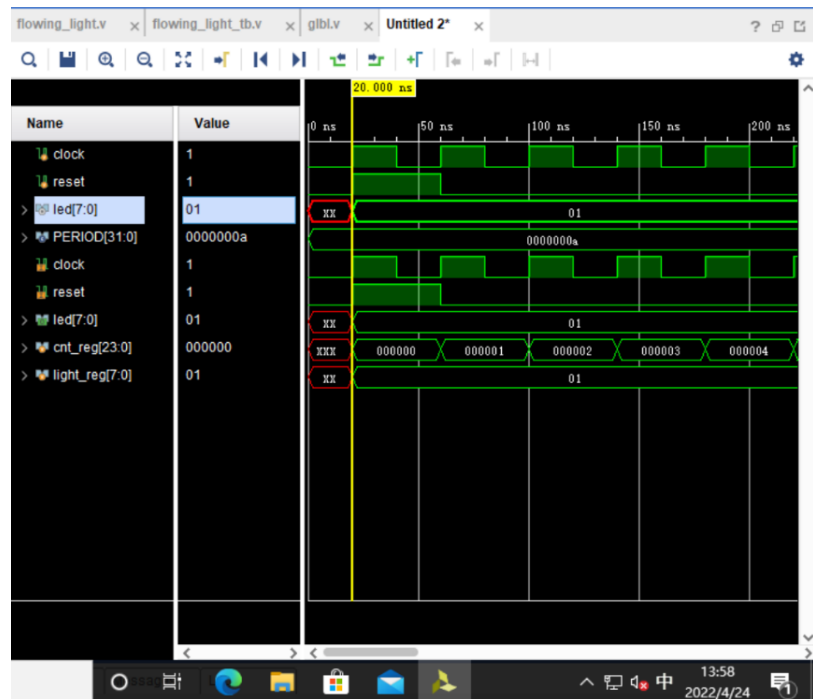 flowing_light.v × flowing_light_tb.v × glbl.v × Untitled 2* × ?
20.000 ns
Name Value 0 ns 50 ns 100 ns 150 ns 200 ns
clock 1
reset 1
> led[7:0] 01 XX 01
> PERIOD[31:0] 0000000a 0000000a
clock 1
reset 1
> led[7:0] 01 XX 01
> cnt_reg[23:0] 000000 XXX 000000 000001 000002 000003 000004
> light_reg[7:0] 01 XX 01
中 13:58
2022/4/24